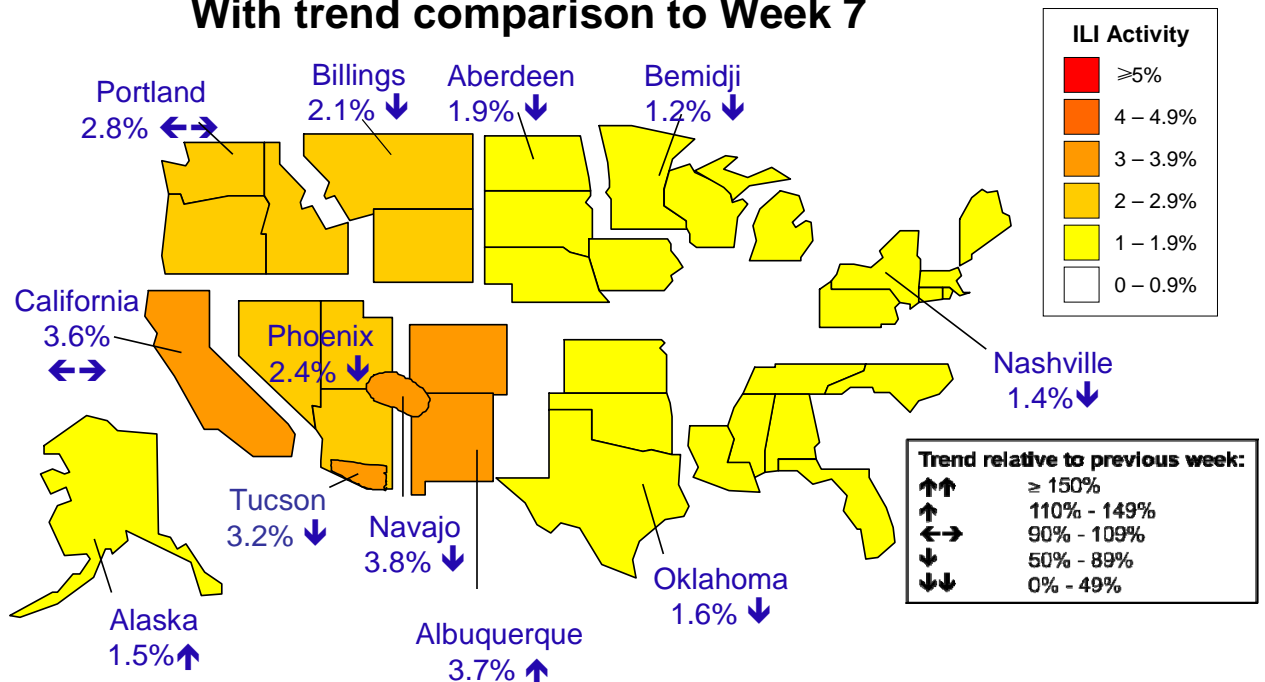 With trend comparison to Week 7
ILI Activity
≥5%
4 – 4.9%
3 – 3.9%
2 – 2.9%
1 – 1.9%
0 – 0.9%
Portland
2.8% ←→
Billings
2.1% ↓
Aberdeen
1.9% ↓
Bemidji
1.2% ↓
California
3.6%
←→
Phoenix
2.4% ↓
Nashville
1.4% ↓
Tucson
3.2% ↓
Navajo
3.8% ↓
Oklahoma
1.6% ↓
Alaska
1.5% ↑
Albuquerque
3.7% ↑
Trend relative to previous week:
↑↑ ≥ 150%
↑ 110% - 149%
←→ 90% - 109%
↓ 50% - 89%
↓↓ 0% - 49%